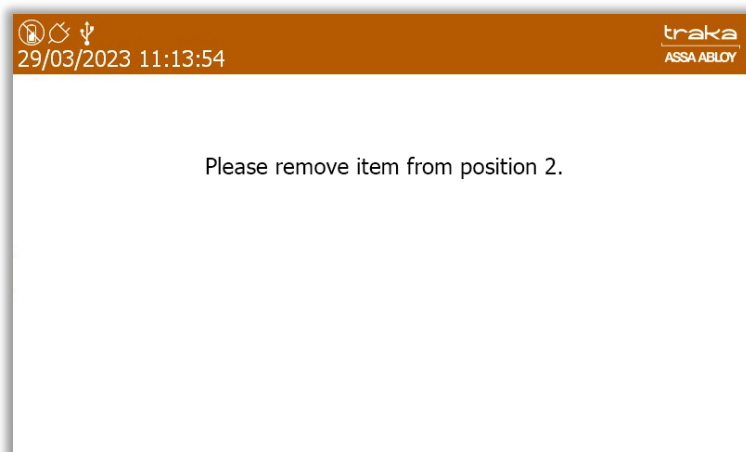 traka
29/03/2023 11:13:54
ASSA ABLOY
Please remove item from position 2.